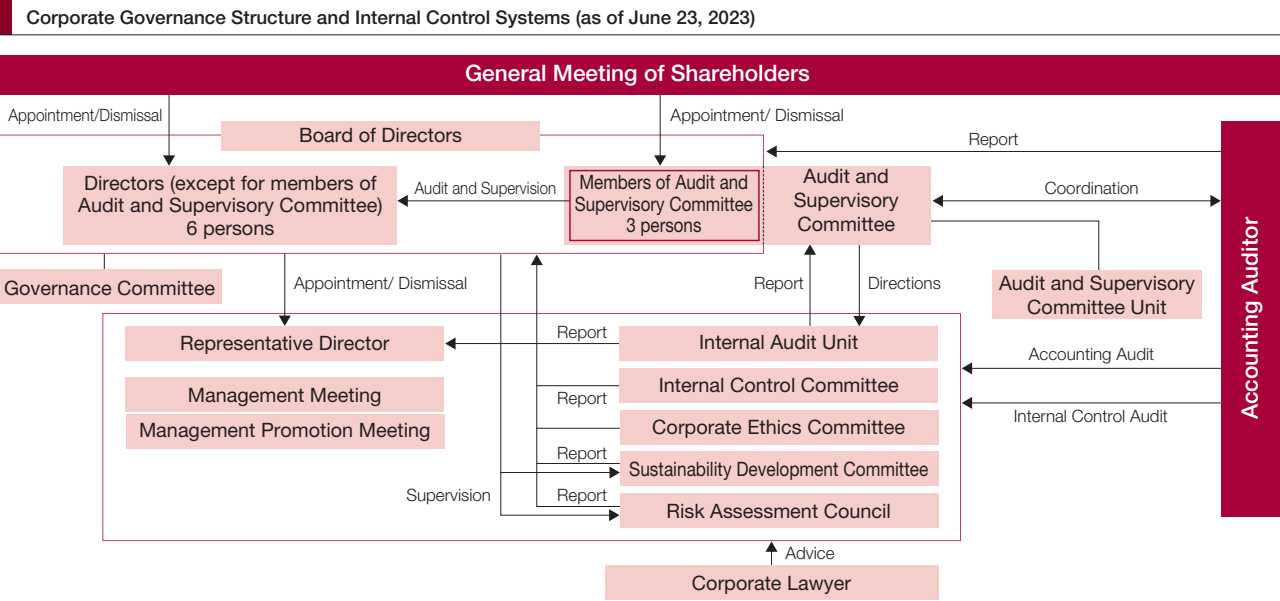 Corporate Governance Structure and Internal Control Systems (as of June 23, 2023)
General Meeting of Shareholders
Appointment/Dismissal
Appointment/ Dismissal
Board of Directors
Report
Directors (except for members of
Audit and Supervisory Committee)
6 persons
Audit and Supervision
Members of Audit and
Supervisory Committee
3 persons
Audit and
Supervisory
Committee
Coordination
Accounting Auditor
Governance Committee
Appointment/ Dismissal
Report
Directions
Audit and Supervisory
Committee Unit
Representative Director
Report
Internal Audit Unit
Accounting Audit
Management Meeting
Report
Internal Control Committee
Internal Control Audit
Management Promotion Meeting
Corporate Ethics Committee
Report
Sustainability Development Committee
Supervision
Report
Risk Assessment Council
Advice
Corporate Lawyer